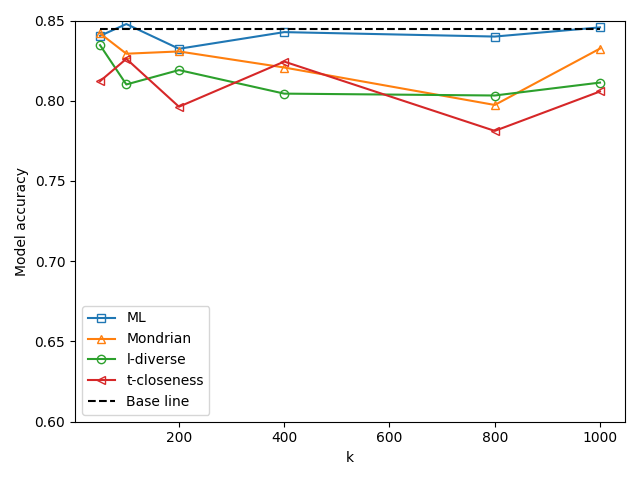 0.85
0.80
0.75
0.70
0.65
0.60
Model accuracy
ML
Mondrian
l-diverse
t-closeness
Base line
200 400 600 800 1000
k